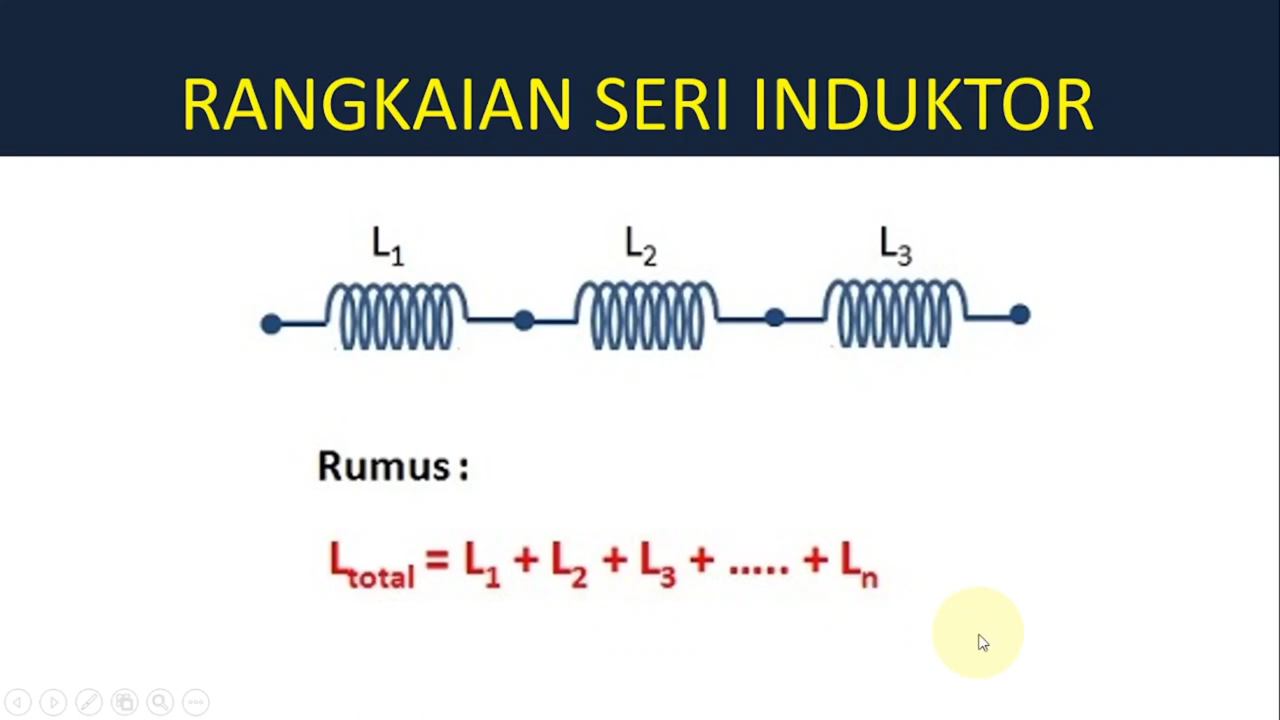 RANGKAIAN SERI INDUKTOR
L₁ L₂ L₃
Rumus :
Ltotal = L₁ + L₂ + L₃ + ..... + Lₙ